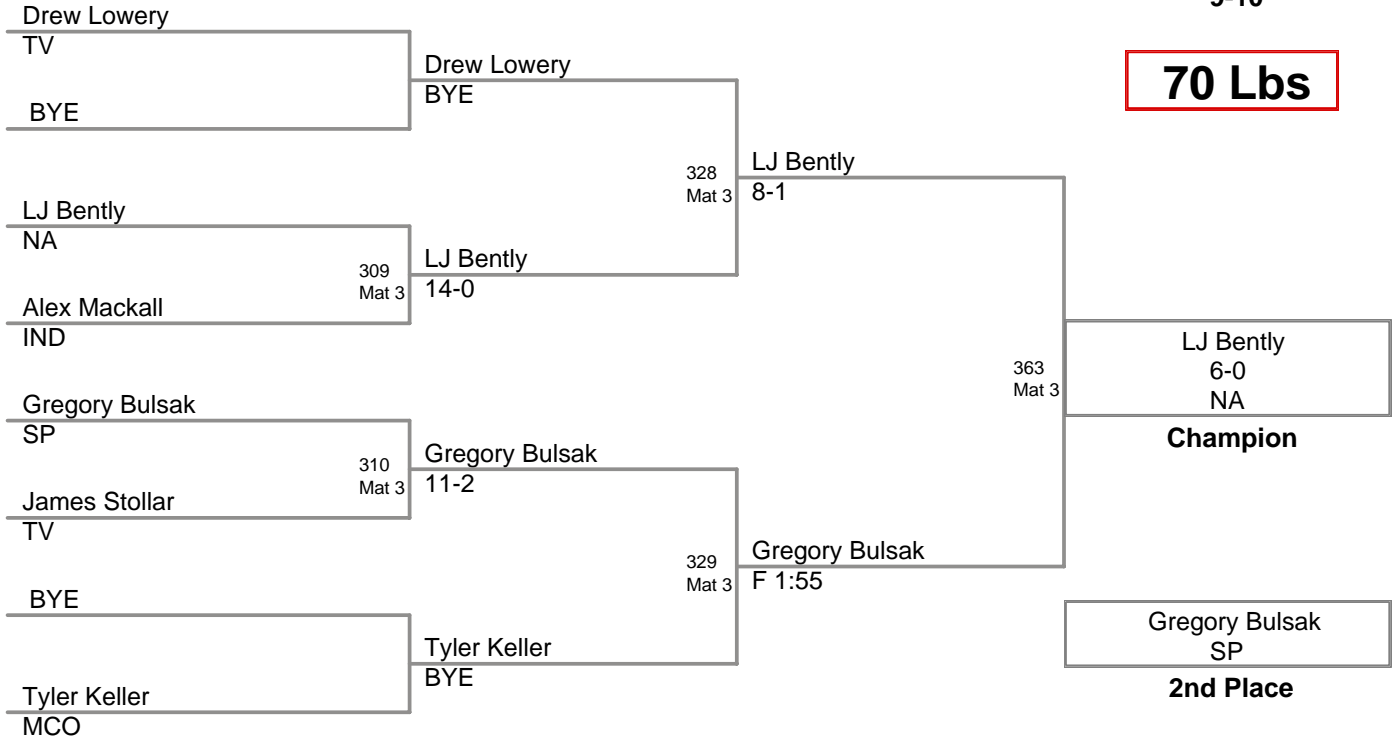 9-10
70 Lbs
Drew Lowery
TV
BYE
LJ Bently
NA
Alex Mackall
IND
Gregory Bulsak
SP
James Stollar
TV
BYE
Tyler Keller
MCO
Drew Lowery
BYE
309
Mat 3
LJ Bently
14-0
310
Mat 3
Gregory Bulsak
11-2
Tyler Keller
BYE
328
Mat 3
LJ Bently
8-1
329
Mat 3
Gregory Bulsak
F 1:55
363
Mat 3
LJ Bently
6-0
NA
Champion
Gregory Bulsak
SP
2nd Place